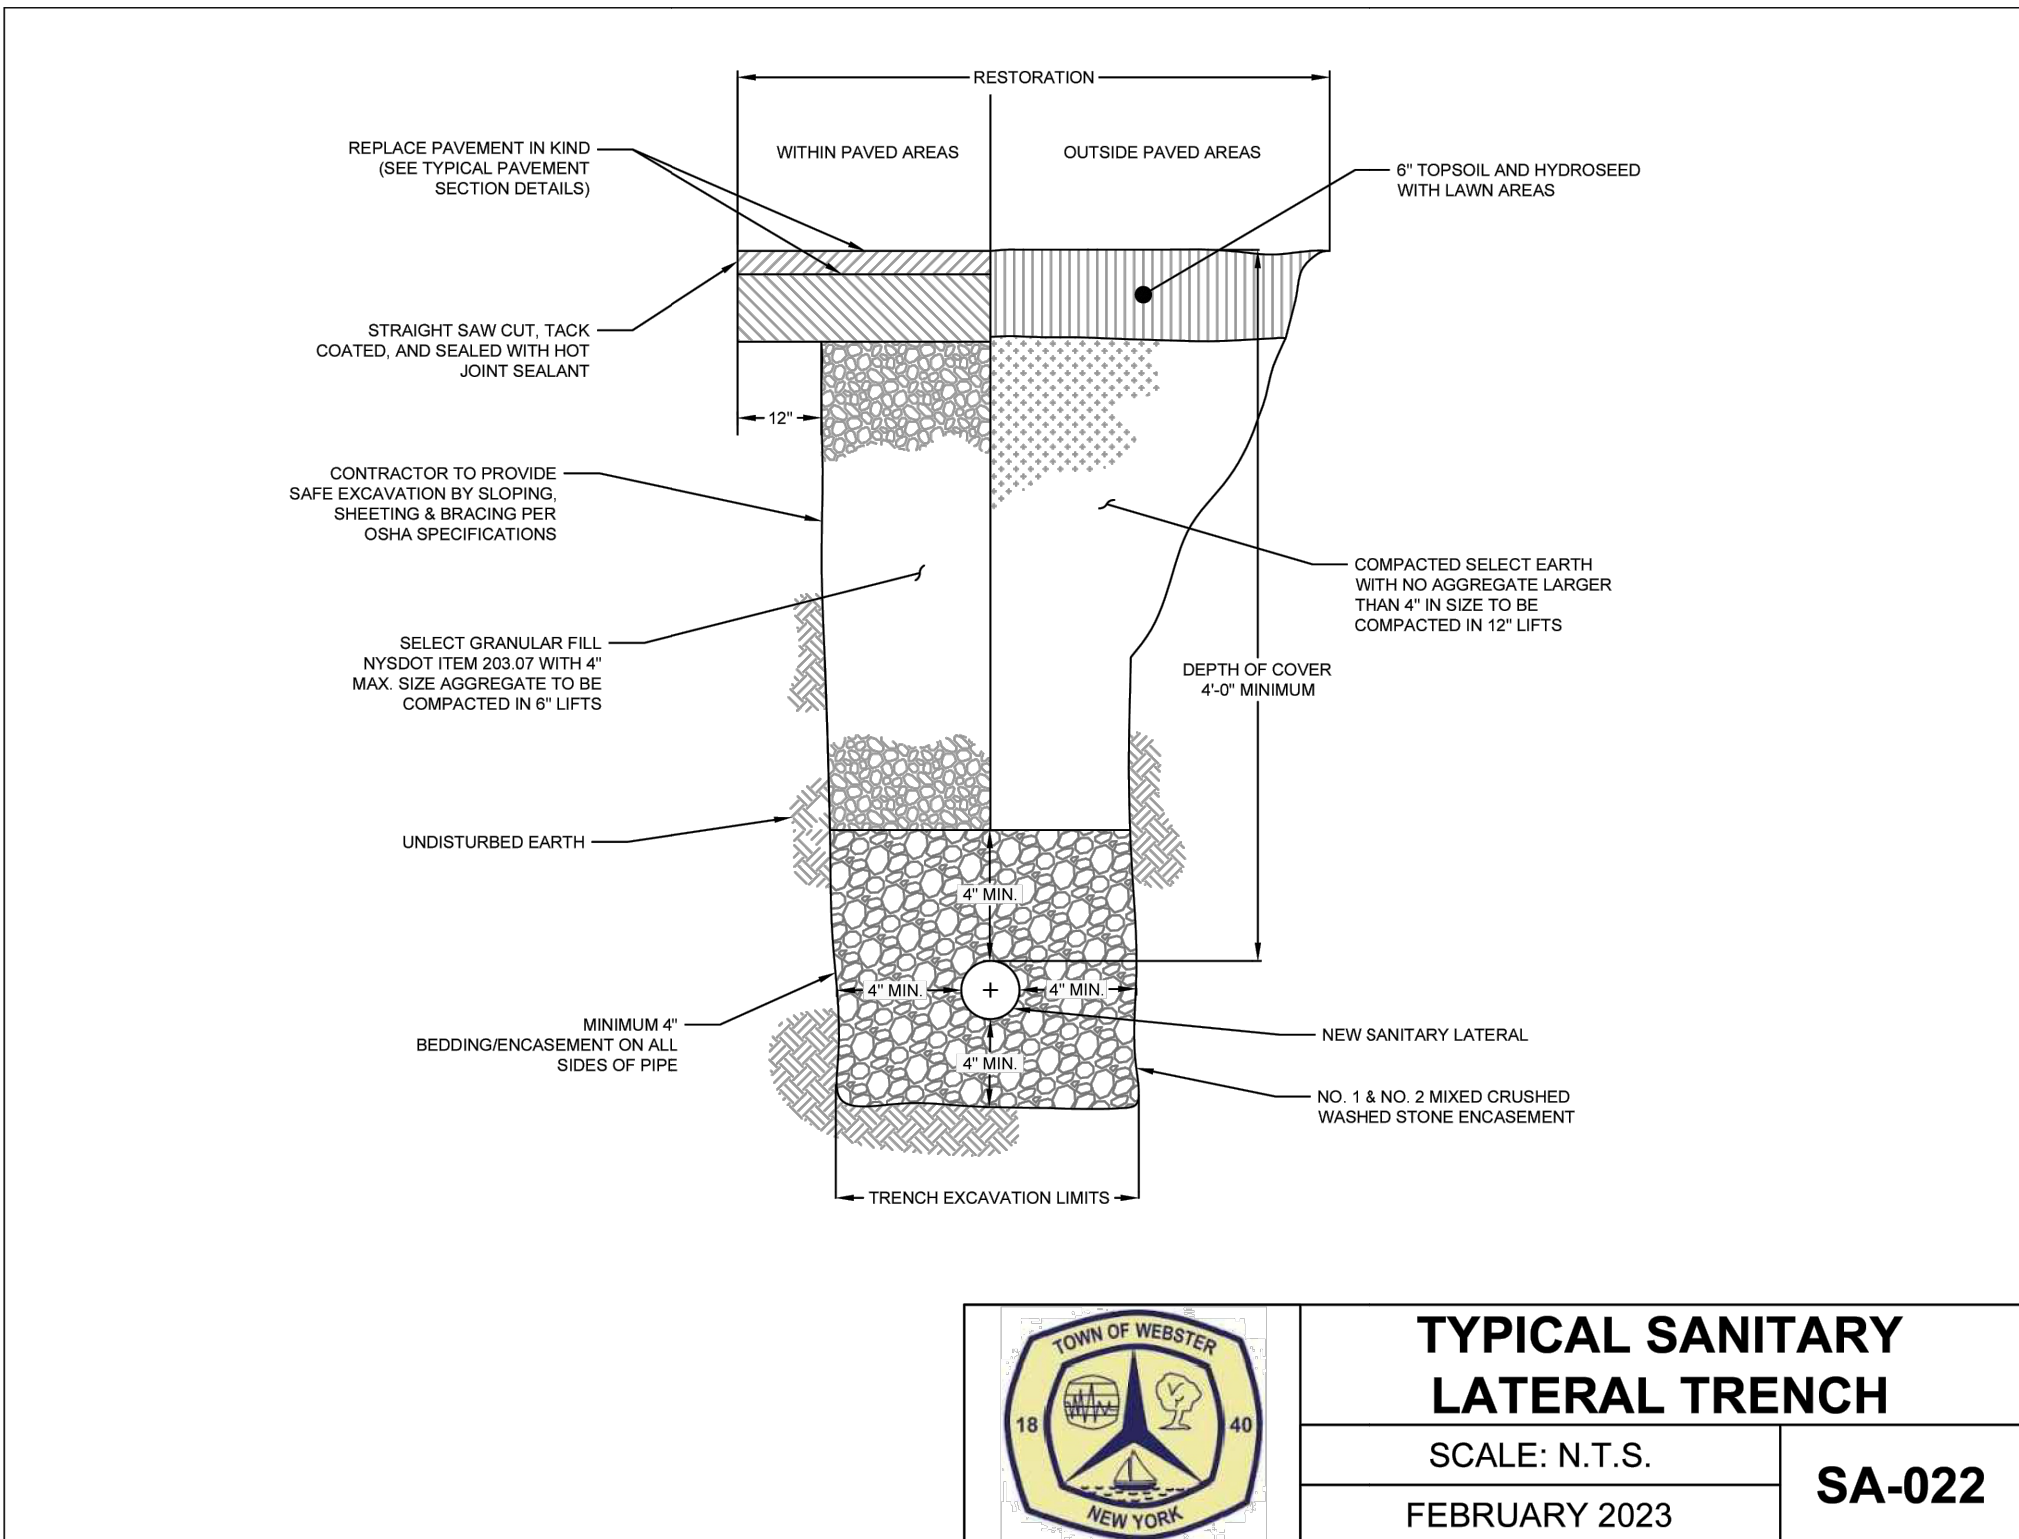 RESTORATION
WITHIN PAVED AREAS
OUTSIDE PAVED AREAS
REPLACE PAVEMENT IN KIND
(SEE TYPICAL PAVEMENT
SECTION DETAILS)
6" TOPSOIL AND HYDROSEED
WITH LAWN AREAS
STRAIGHT SAW CUT, TACK
COATED, AND SEALED WITH HOT
JOINT SEALANT
12"
CONTRACTOR TO PROVIDE
SAFE EXCAVATION BY SLOPING,
SHEETING & BRACING PER
OSHA SPECIFICATIONS
COMPACTED SELECT EARTH
WITH NO AGGREGATE LARGER
THAN 4" IN SIZE TO BE
COMPACTED IN 12" LIFTS
SELECT GRANULAR FILL
NYSDOT ITEM 203.07 WITH 4"
MAX. SIZE AGGREGATE TO BE
COMPACTED IN 6" LIFTS
DEPTH OF COVER
4'-0" MINIMUM
UNDISTURBED EARTH
4" MIN.
4" MIN.
4" MIN.
4" MIN.
MINIMUM 4"
BEDDING/ENCASEMENT ON ALL
SIDES OF PIPE
NEW SANITARY LATERAL
NO. 1 & NO. 2 MIXED CRUSHED
WASHED STONE ENCASEMENT
TRENCH EXCAVATION LIMITS
TOWN OF WEBSTER
18 40
NEW YORK
TYPICAL SANITARY
LATERAL TRENCH
SCALE: N.T.S.
FEBRUARY 2023
SA-022